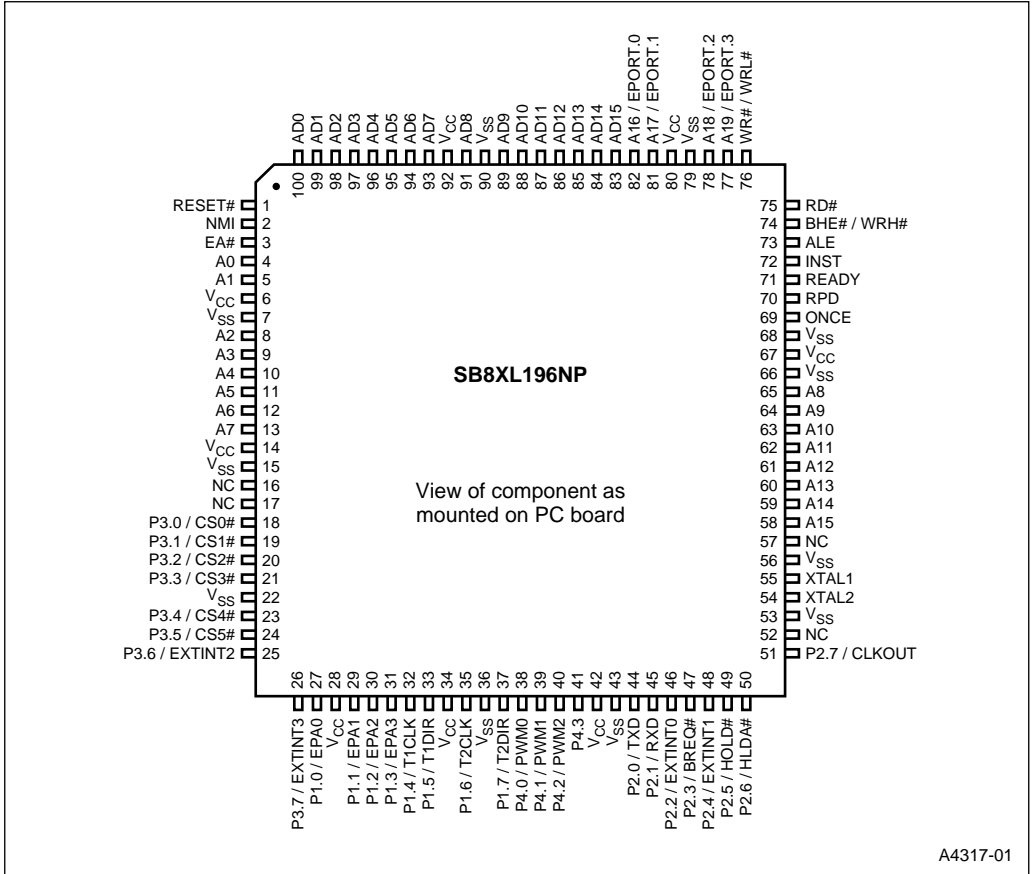 AD0
AD1
AD2
AD3
AD4
AD5
AD6
AD7
VCC
AD8
VSS
AD9
AD10
AD11
AD12
AD13
AD14
AD15
A16 / EPORT.0
A17 / EPORT.1
VCC
VSS
A18 / EPORT.2
A19 / EPORT.3
WR# / WRL#
100
99
98
97
96
95
94
93
92
91
90
89
88
87
86
85
84
83
82
81
80
79
78
77
76
RESET# 1
NMI 2
EA# 3
A0 4
A1 5
VCC 6
VSS 7
A2 8
A3 9
A4 10
A5 11
A6 12
A7 13
VCC 14
VSS 15
NC 16
NC 17
P3.0 / CS0# 18
P3.1 / CS1# 19
P3.2 / CS2# 20
P3.3 / CS3# 21
VSS 22
P3.4 / CS4# 23
P3.5 / CS5# 24
P3.6 / EXTINT2 25
SB8XL196NP
View of component as
mounted on PC board
75 RD#
74 BHE# / WRH#
73 ALE
72 INST
71 READY
70 RPD
69 ONCE
68 VSS
67 VCC
66 VSS
65 A8
64 A9
63 A10
62 A11
61 A12
60 A13
59 A14
58 A15
57 NC
56 VSS
55 XTAL1
54 XTAL2
53 VSS
52 NC
51 P2.7 / CLKOUT
26
27
28
29
30
31
32
33
34
35
36
37
38
39
40
41
42
43
44
45
46
47
48
49
50
P3.7 / EXTINT3
P1.0 / EPA0
VCC
P1.1 / EPA1
P1.2 / EPA2
P1.3 / EPA3
P1.4 / T1CLK
P1.5 / T1DIR
VCC
P1.6 / T2CLK
VSS
P1.7 / T2DIR
P4.0 / PWM0
P4.1 / PWM1
P4.2 / PWM2
P4.3
VCC
VSS
P2.0 / TXD
P2.1 / RXD
P2.2 / EXTINT0
P2.3 / BREQ#
P2.4 / EXTINT1
P2.5 / HOLD#
P2.6 / HLDA#
A4317-01